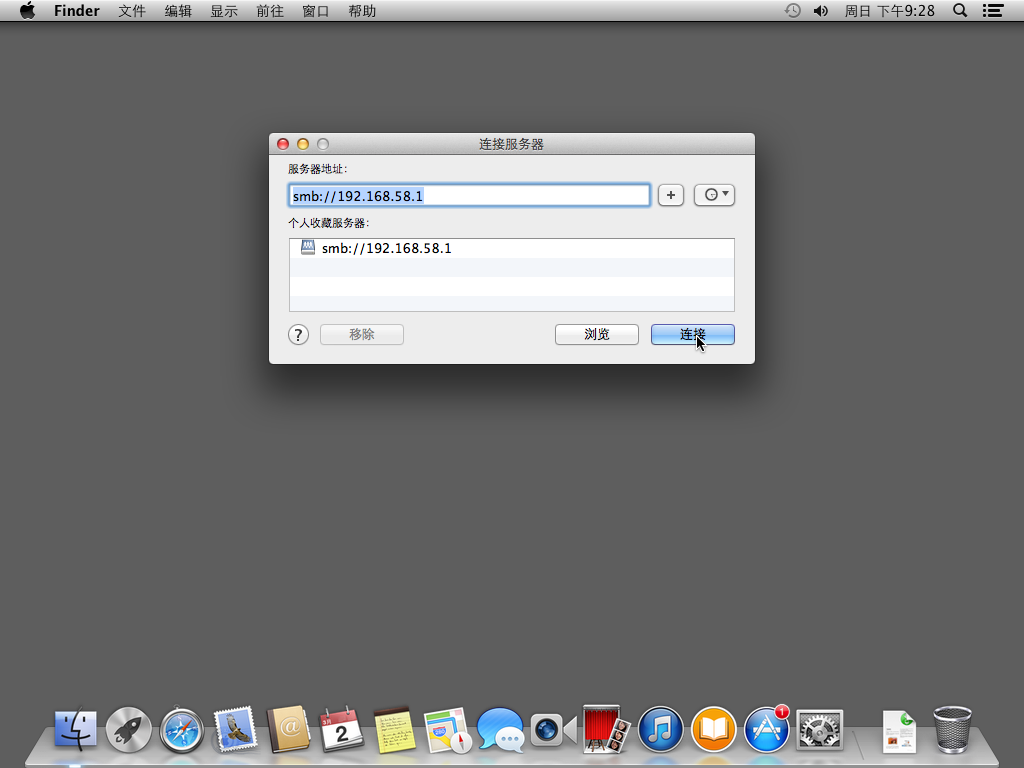 Finder 文件 编辑 显示 前往 窗口 帮助 周日 下午9:28
连接服务器
服务器地址:
smb://192.168.58.1
+
个人收藏服务器:
smb://192.168.58.1
? 移除 浏览 连接
@
3月
2
280
1